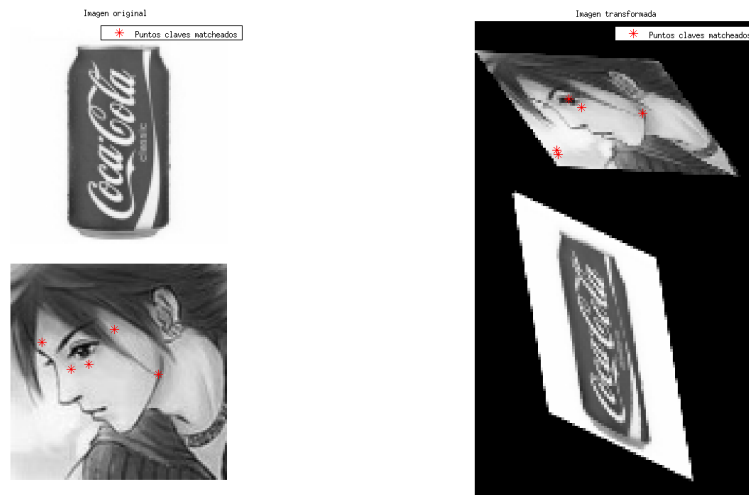 Imagen original
Puntos claves matcheados
Coca-Cola
classic
Imagen transformada
Puntos claves matcheados
Coca-Cola